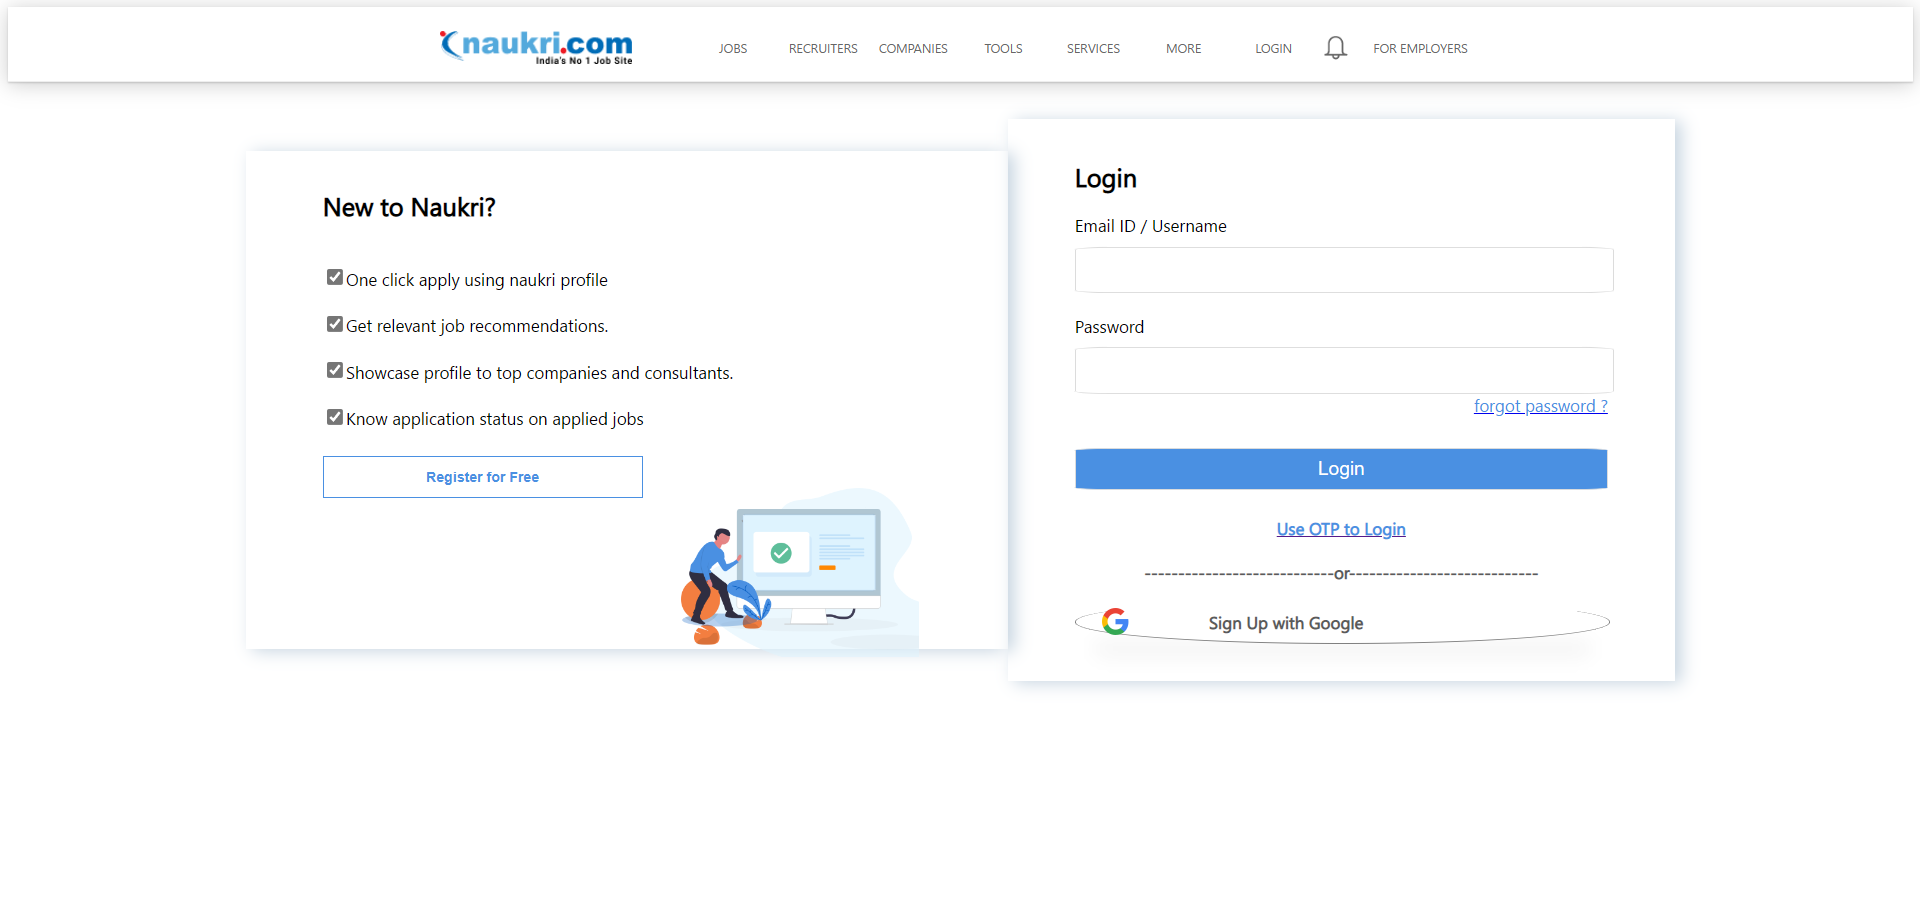 naukri.com
India's No 1 Job Site
JOBS RECRUITERS COMPANIES TOOLS SERVICES MORE LOGIN FOR EMPLOYERS
New to Naukri?
One click apply using naukri profile
Get relevant job recommendations.
Showcase profile to top companies and consultants.
Know application status on applied jobs
Register for Free
Login
Email ID / Username
Password
forgot password ?
Login
Use OTP to Login
----------------------------or----------------------------
Sign Up with Google